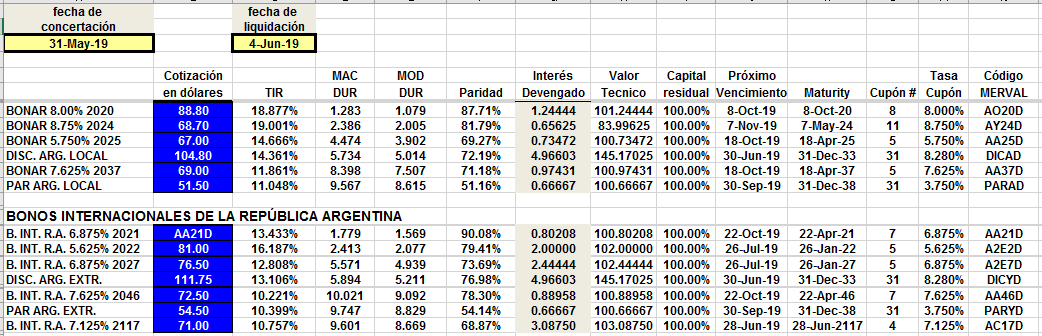 fecha de fecha de
concertación liquidación
31-May-19 4-Jun-19
Cotización MAC MOD Interés Valor Capital Próximo Tasa Código
en dólares TIR DUR DUR Paridad Devengado Tecnico residual Vencimiento Maturity Cupón # Cupón MERVAL
BONAR 8.00% 2020 88.80 18.877% 1.283 1.079 87.71% 1.24444 101.24444 100.00% 8-Oct-19 8-Oct-20 8 8.000% AO20D
BONAR 8.75% 2024 68.70 19.001% 2.386 2.005 81.79% 0.65625 83.99625 100.00% 7-Nov-19 7-May-24 11 8.750% AY24D
BONAR 5.750% 2025 67.00 14.666% 4.474 3.902 69.27% 0.73472 100.73472 100.00% 18-Oct-19 18-Apr-25 5 5.750% AA25D
DISC. ARG. LOCAL 104.80 14.361% 5.734 5.014 72.19% 4.96603 145.17025 100.00% 30-Jun-19 31-Dec-33 31 8.280% DICAD
BONAR 7.625% 2037 69.00 11.861% 8.398 7.507 71.18% 0.97431 100.97431 100.00% 18-Oct-19 18-Apr-37 5 7.625% AA37D
PAR ARG. LOCAL 51.50 11.048% 9.567 8.615 51.16% 0.66667 100.66667 100.00% 30-Sep-19 31-Dec-38 31 3.750% PARAD
BONOS INTERNACIONALES DE LA REPÚBLICA ARGENTINA
B. INT. R.A. 6.875% 2021 AA21D 13.433% 1.779 1.569 90.08% 0.80208 100.80208 100.00% 22-Oct-19 22-Apr-21 7 6.875% AA21D
B. INT. R.A. 5.625% 2022 81.00 16.187% 2.413 2.077 79.41% 2.00000 102.00000 100.00% 26-Jul-19 26-Jan-22 5 5.625% A2E2D
B. INT. R.A. 6.875% 2027 76.50 12.808% 5.571 4.939 73.69% 2.44444 102.44444 100.00% 26-Jul-19 26-Jan-27 5 6.875% A2E7D
DISC. ARG. EXTR. 111.75 13.106% 5.894 5.211 76.98% 4.96603 145.17025 100.00% 30-Jun-19 31-Dec-33 31 8.280% DICYD
B. INT. R.A. 7.625% 2046 72.50 10.221% 10.021 9.092 78.30% 0.88958 100.88958 100.00% 22-Oct-19 22-Apr-46 7 7.625% AA46D
PAR ARG. EXTR. 54.50 10.399% 9.747 8.829 54.14% 0.66667 100.66667 100.00% 30-Sep-19 31-Dec-38 31 3.750% PARYD
B. INT. R.A. 7.125% 2117 71.00 10.757% 9.601 8.669 68.87% 3.08750 103.08750 100.00% 28-Jun-19 28-Jun-2117 4 7.125% AC17D